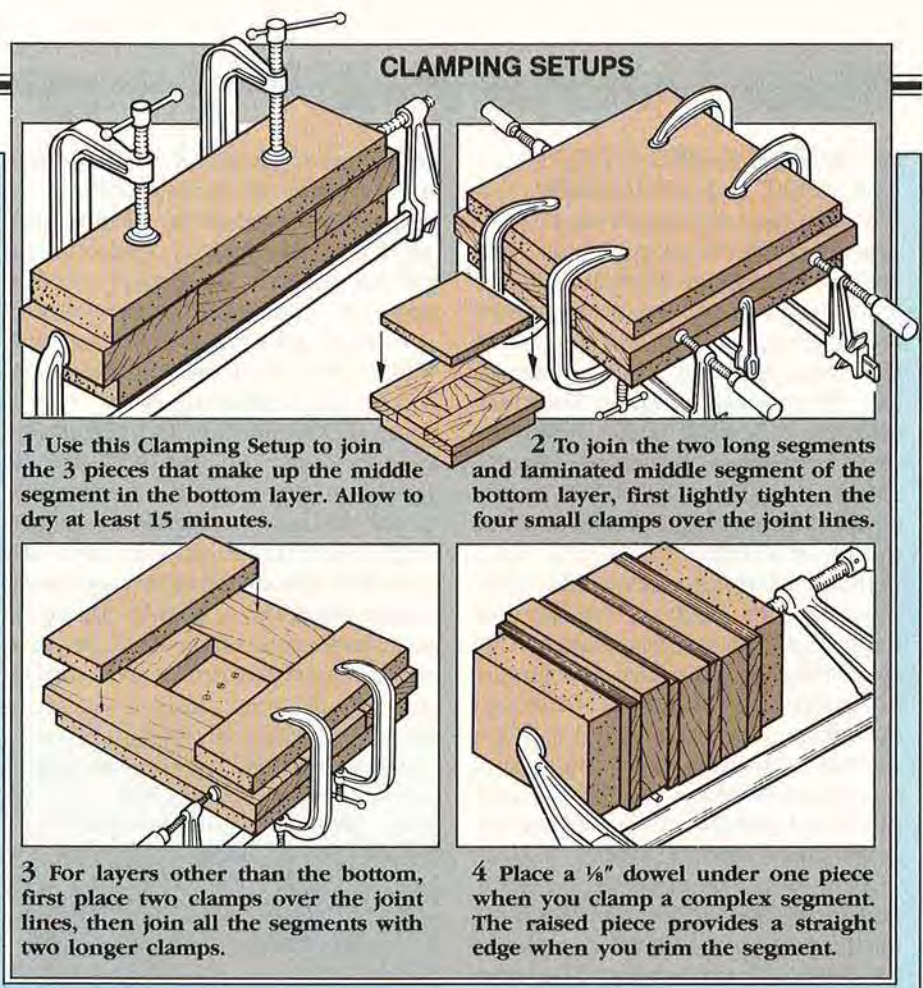 CLAMPING SETUPS
1 Use this Clamping Setup to join
the 3 pieces that make up the middle
segment in the bottom layer. Allow to
dry at least 15 minutes.
2 To join the two long segments
and laminated middle segment of the
bottom layer, first lightly tighten the
four small clamps over the joint lines.
3 For layers other than the bottom,
first place two clamps over the joint
lines, then join all the segments with
two longer clamps.
4 Place a ⅛" dowel under one piece
when you clamp a complex segment.
The raised piece provides a straight
edge when you trim the segment.